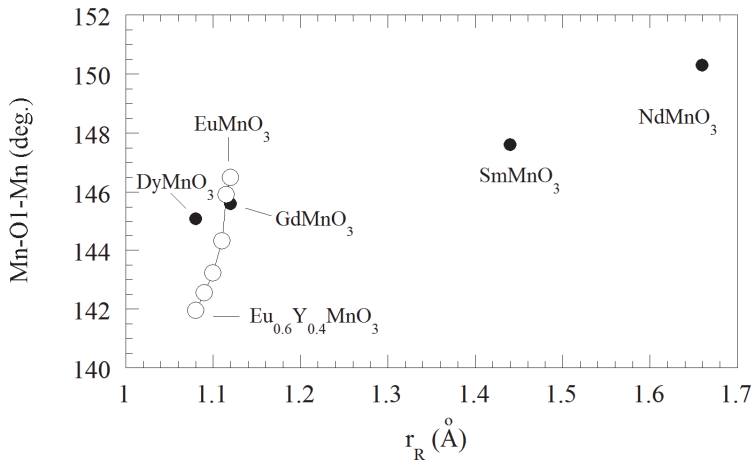 152
150
148
146
144
142
140
Mn-O1-Mn (deg.)
EuMnO₃
DyMnO₃
GdMnO₃
Eu₀.₆Y₀.₄MnO₃
SmMnO₃
NdMnO₃
1 1.1 1.2 1.3 1.4 1.5 1.6 1.7
r_R (Å)